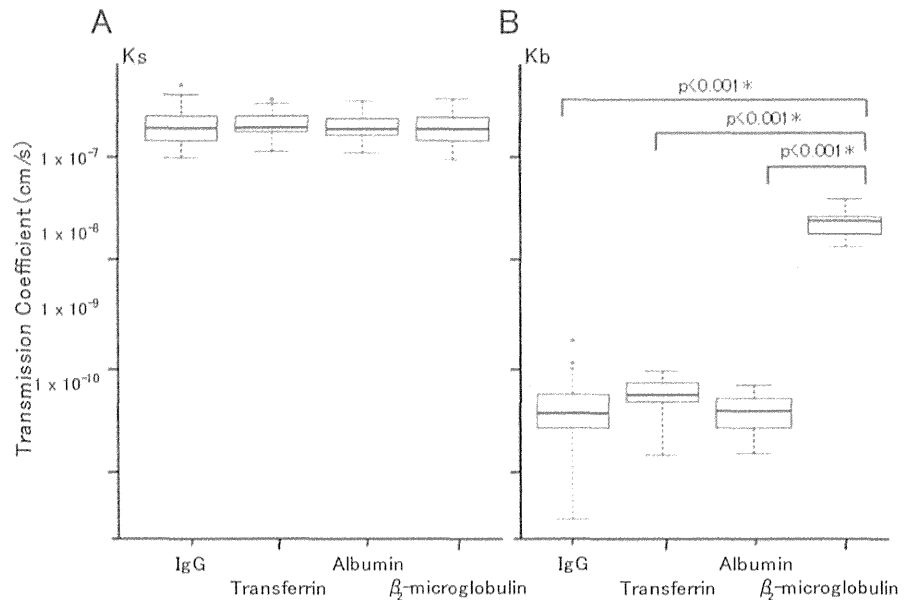 A
B
Ks
Kb
p<0.001*
p<0.001*
p<0.001*
Transmission Coefficient (cm/s)
1 x 10⁻⁷
1 x 10⁻⁸
1 x 10⁻⁹
1 x 10⁻¹⁰
IgG
Transferrin
Albumin
β₂-microglobulin
IgG
Transferrin
Albumin
β₂-microglobulin